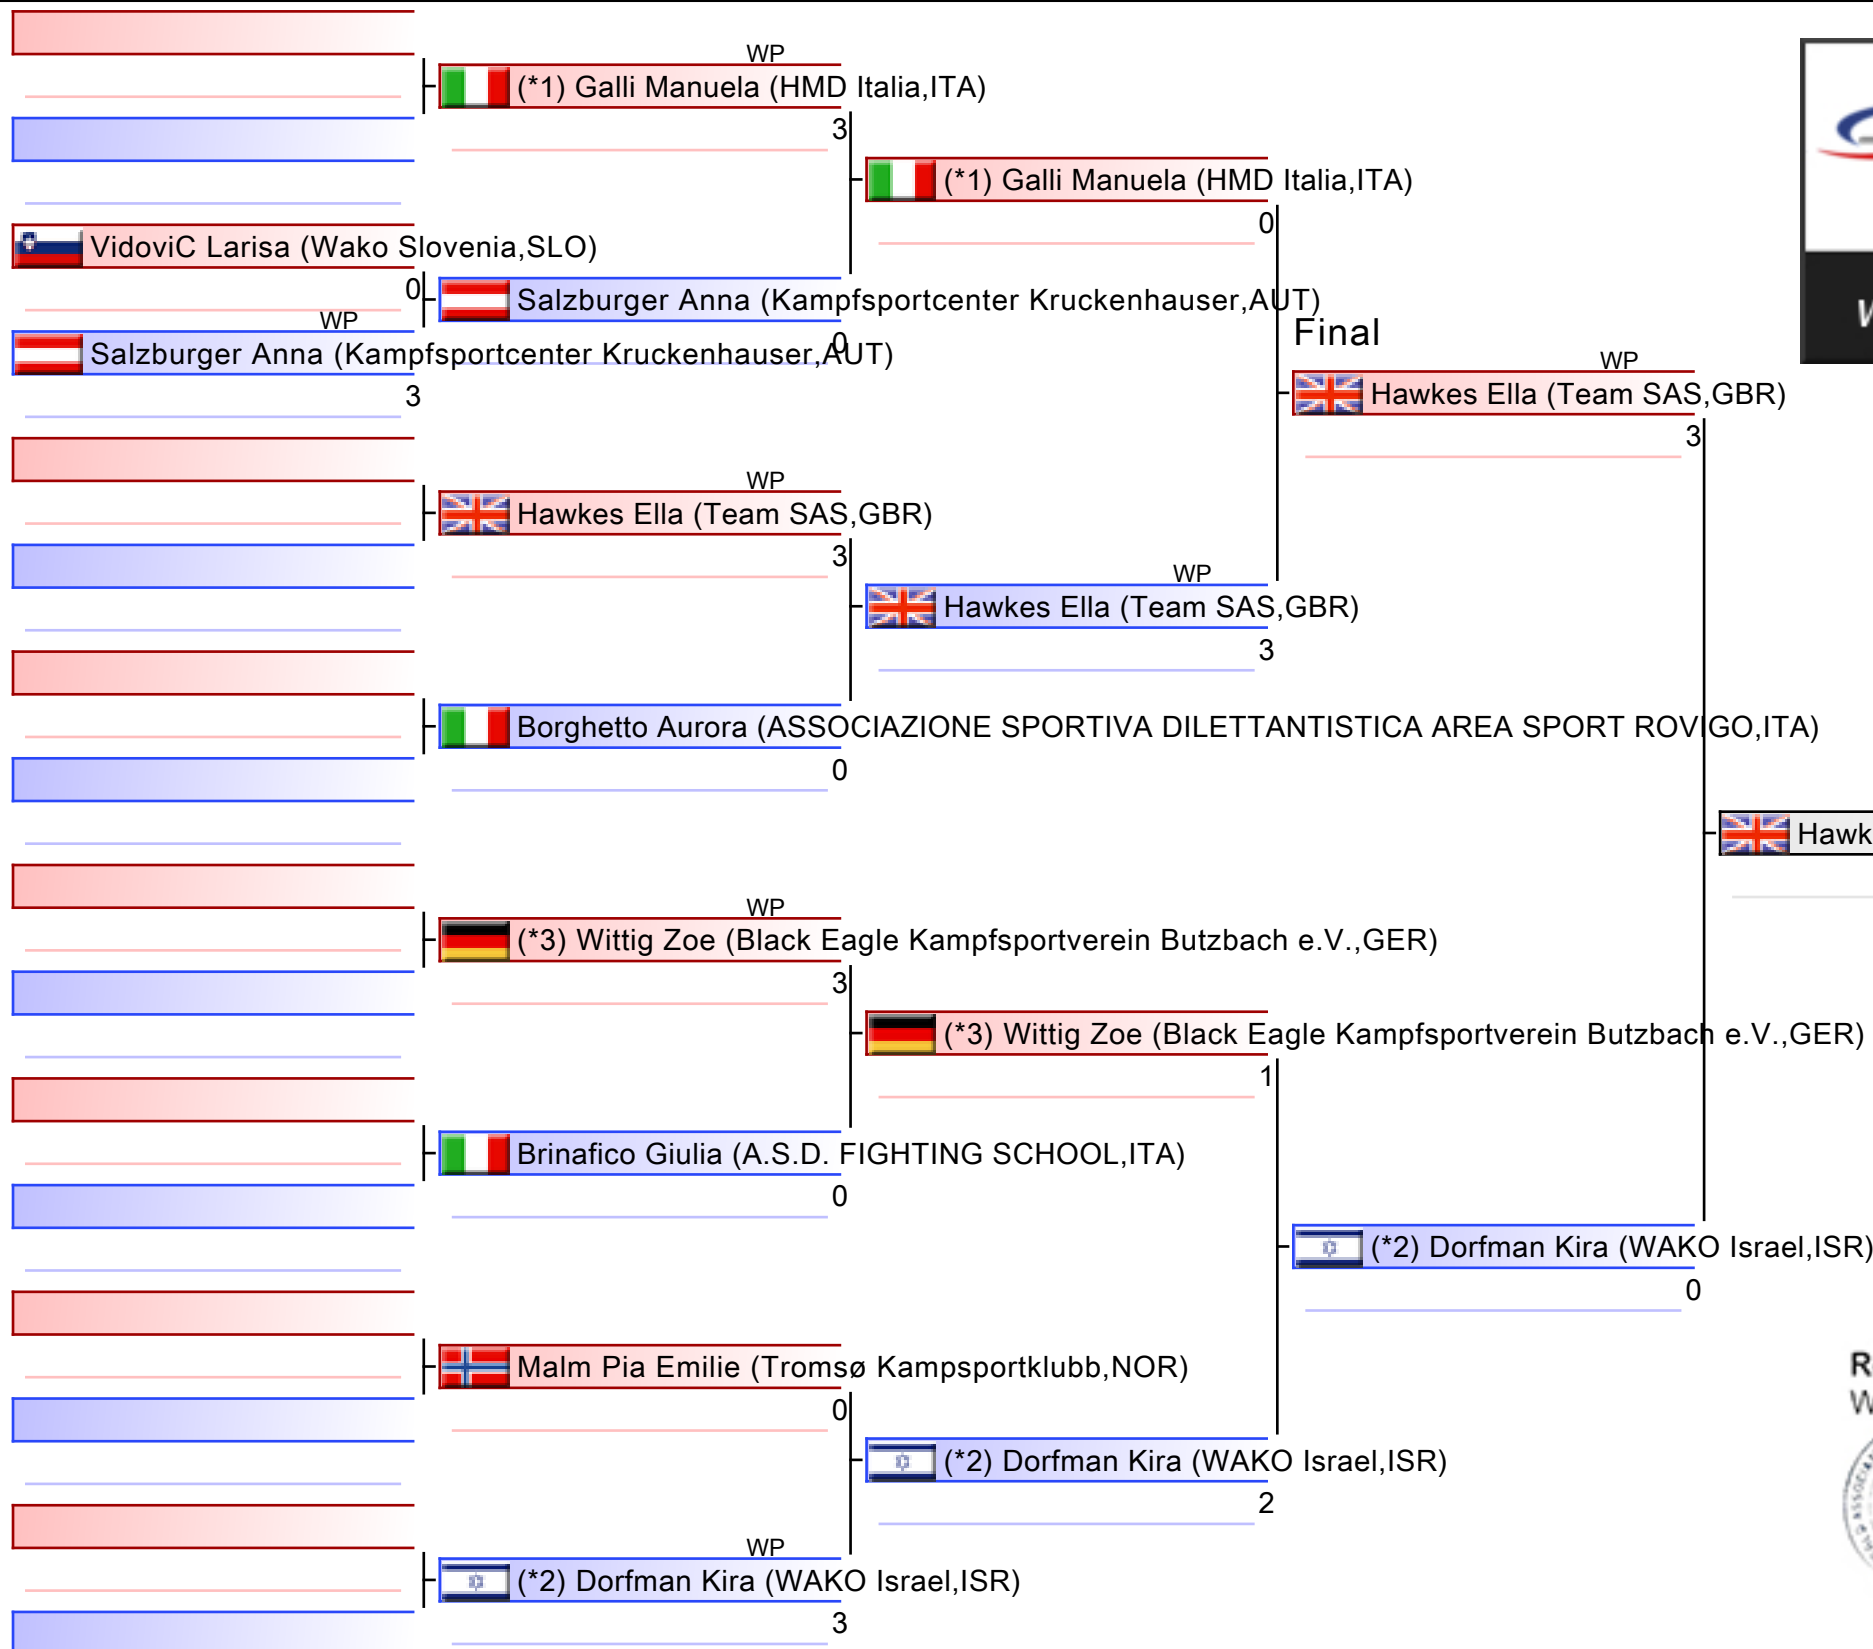 WP
(*1) Galli Manuela (HMD Italia,ITA)
3
(*1) Galli Manuela (HMD Italia,ITA)
0
VidoviC Larisa (Wako Slovenia,SLO)
0
Salzburger Anna (Kampfsportcenter Kruckenhauser,AUT)
0
WP
Salzburger Anna (Kampfsportcenter Kruckenhauser,AUT)
3
Final
WP
Hawkes Ella (Team SAS,GBR)
3
WP
Hawkes Ella (Team SAS,GBR)
3
WP
Hawkes Ella (Team SAS,GBR)
3
Borghetto Aurora (ASSOCIAZIONE SPORTIVA DILETTANTISTICA AREA SPORT ROVIGO,ITA)
0
Hawk
WP
(*3) Wittig Zoe (Black Eagle Kampfsportverein Butzbach e.V.,GER)
3
(*3) Wittig Zoe (Black Eagle Kampfsportverein Butzbach e.V.,GER)
1
Brinafico Giulia (A.S.D. FIGHTING SCHOOL,ITA)
0
(*2) Dorfman Kira (WAKO Israel,ISR)
0
Malm Pia Emilie (Tromsø Kampsportklubb,NOR)
0
(*2) Dorfman Kira (WAKO Israel,ISR)
2
WP
(*2) Dorfman Kira (WAKO Israel,ISR)
3